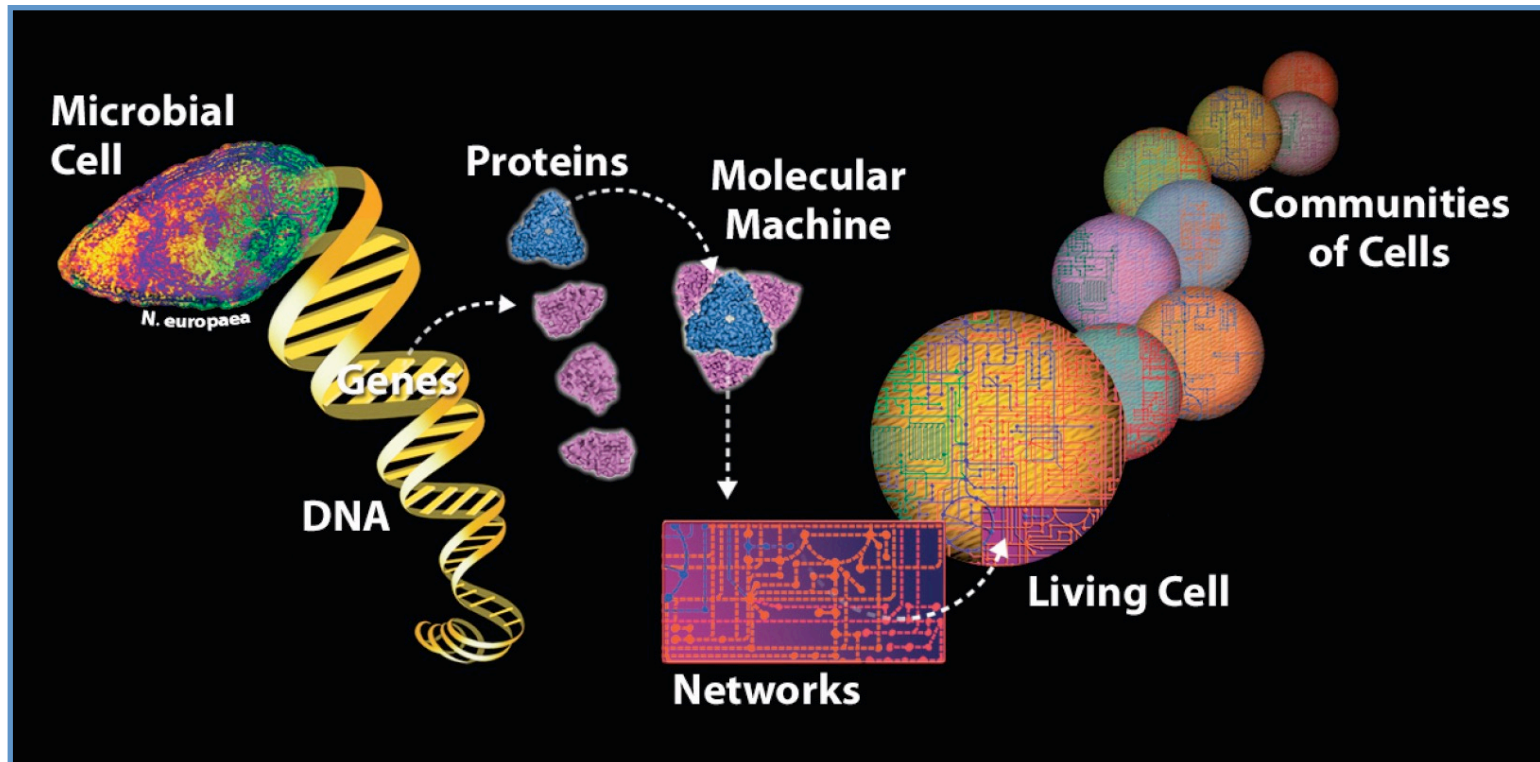 Microbial
Cell
N. europaea
Genes
DNA
Proteins
Molecular
Machine
Networks
Living Cell
Communities
of Cells